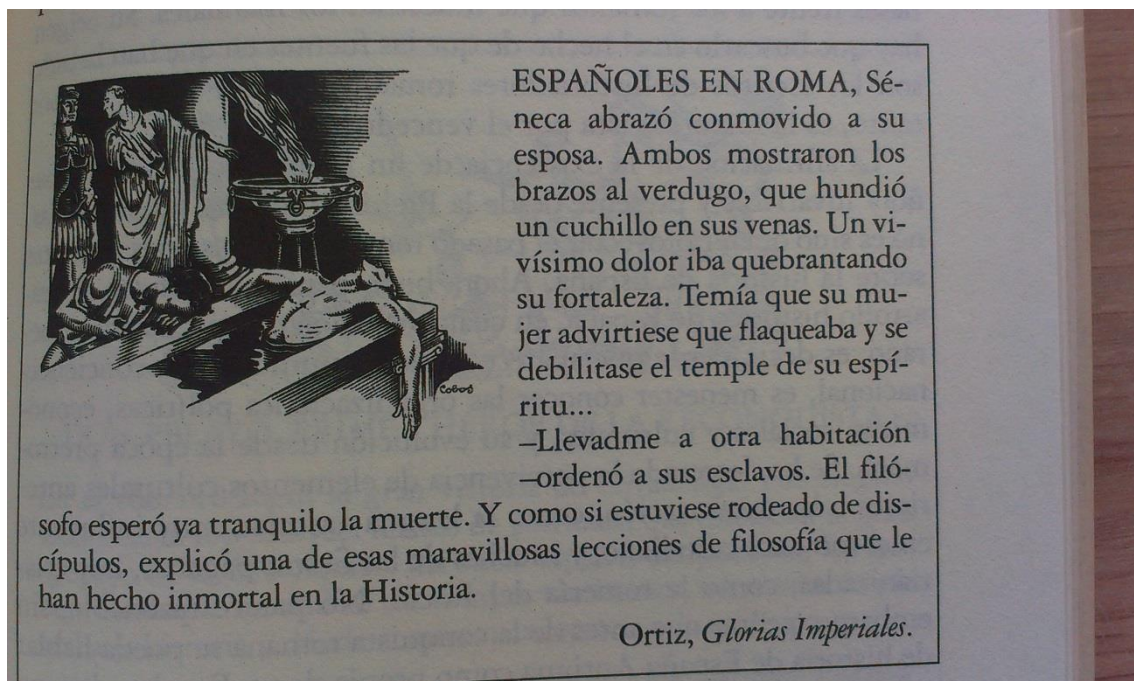 ESPAÑOLES EN ROMA, Sé-
neca abrazó conmovido a su
esposa. Ambos mostraron los
brazos al verdugo, que hundió
un cuchillo en sus venas. Un vi-
vísimo dolor iba quebrantando
su fortaleza. Temía que su mu-
jer advirtiese que flaqueaba y se
debilitase el temple de su espí-
ritu...
–Llevadme a otra habitación
–ordenó a sus esclavos. El filó-
sofo esperó ya tranquilo la muerte. Y como si estuviese rodeado de dis-
cípulos, explicó una de esas maravillosas lecciones de filosofía que le
han hecho inmortal en la Historia.
Ortiz, Glorias Imperiales.
Cobos